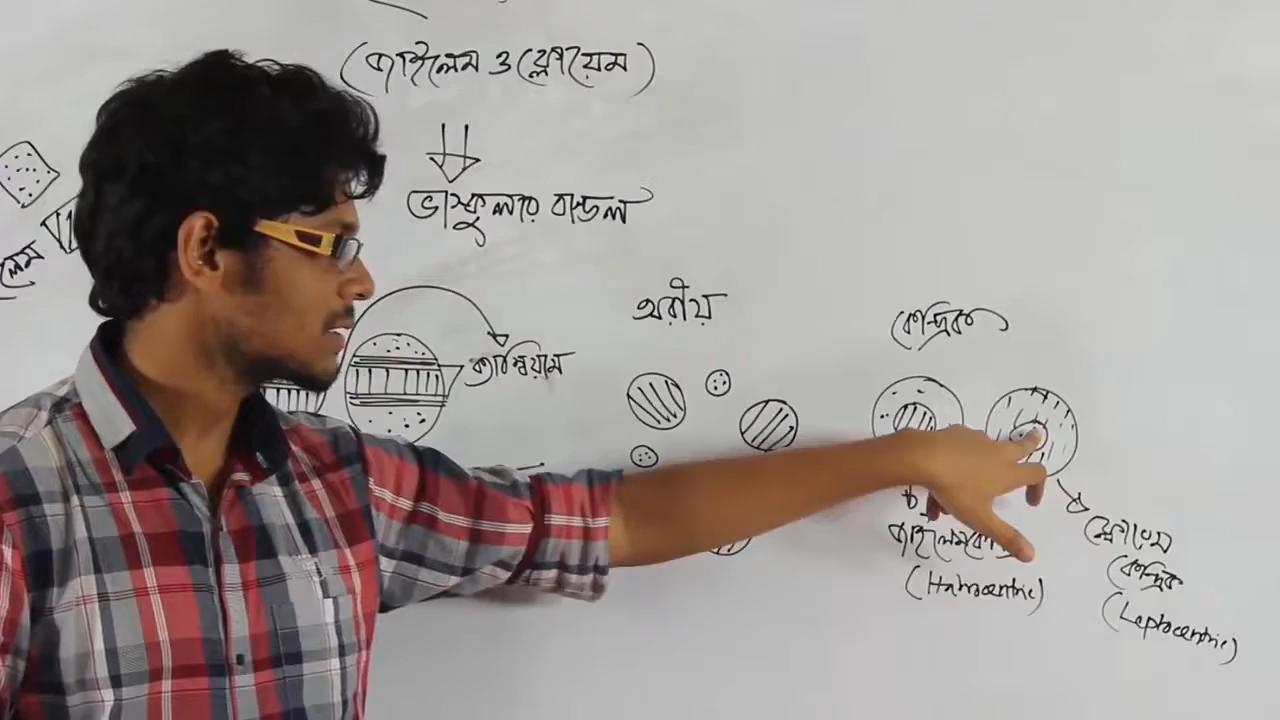 (জাইলেম ও ফ্লোয়েম)
ভাস্কুলার বান্ডল
অরীয়
কেন্দ্রিক
ক্যাম্বিয়াম
লেম
জাইলেমকেন্দ্রি
(Hadrocentric)
ফ্লোয়েম
কেন্দ্রিক
(Leptocentric)